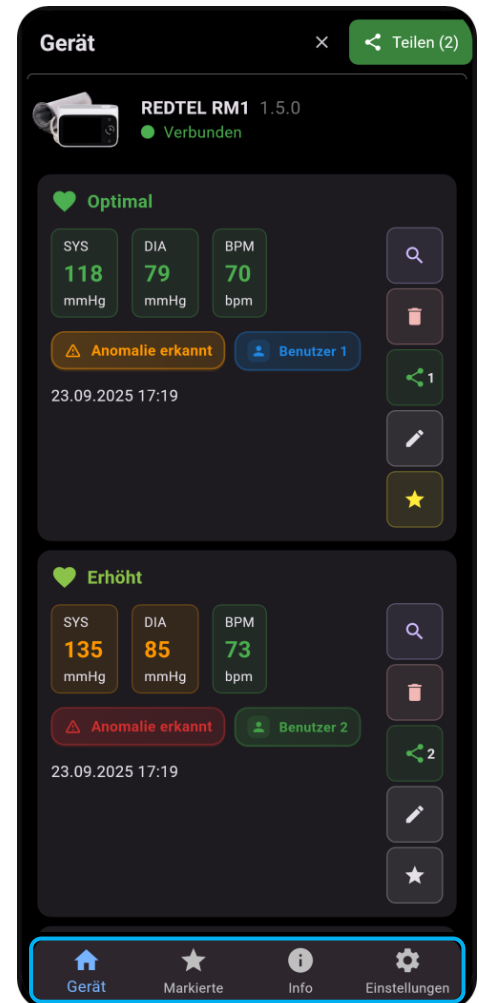 Gerät
Teilen (2)
REDTEL RM1 1.5.0
Verbunden
Optimal
SYS DIA BPM
118 79 70
mmHg mmHg bpm
Anomalie erkannt Benutzer 1
1
23.09.2025 17:19
Erhöht
SYS DIA BPM
135 85 73
mmHg mmHg bpm
Anomalie erkannt Benutzer 2
2
23.09.2025 17:19
Gerät Markierte Info Einstellungen